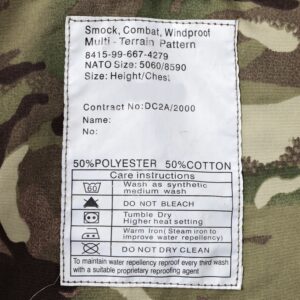 Smock, Combat, Windproof
Multi - Terrain Pattern
8415-99-667-4279
NATO Size: 5060/8590
Size: Height/Chest
Contract No: DC2A/2000
Name:
No:
50%POLYESTER 50%COTTON
Care instructions
60 Wash as synthetic
medium wash
DO NOT BLEACH
Tumble Dry
Higher heat setting
Warm Iron( Steam iron to
improve water repellency)
DO NOT DRY CLEAN
To maintain water repellency reproof every third wash
with a suitable proprietary reproofing agent